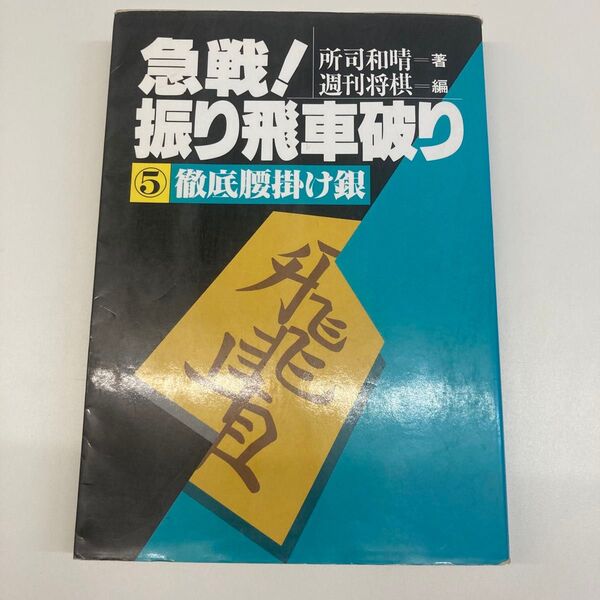 急戦!
振り飛車破り
所司和晴=著
週刊将棋=編
⑤徹底腰掛け銀
飛車